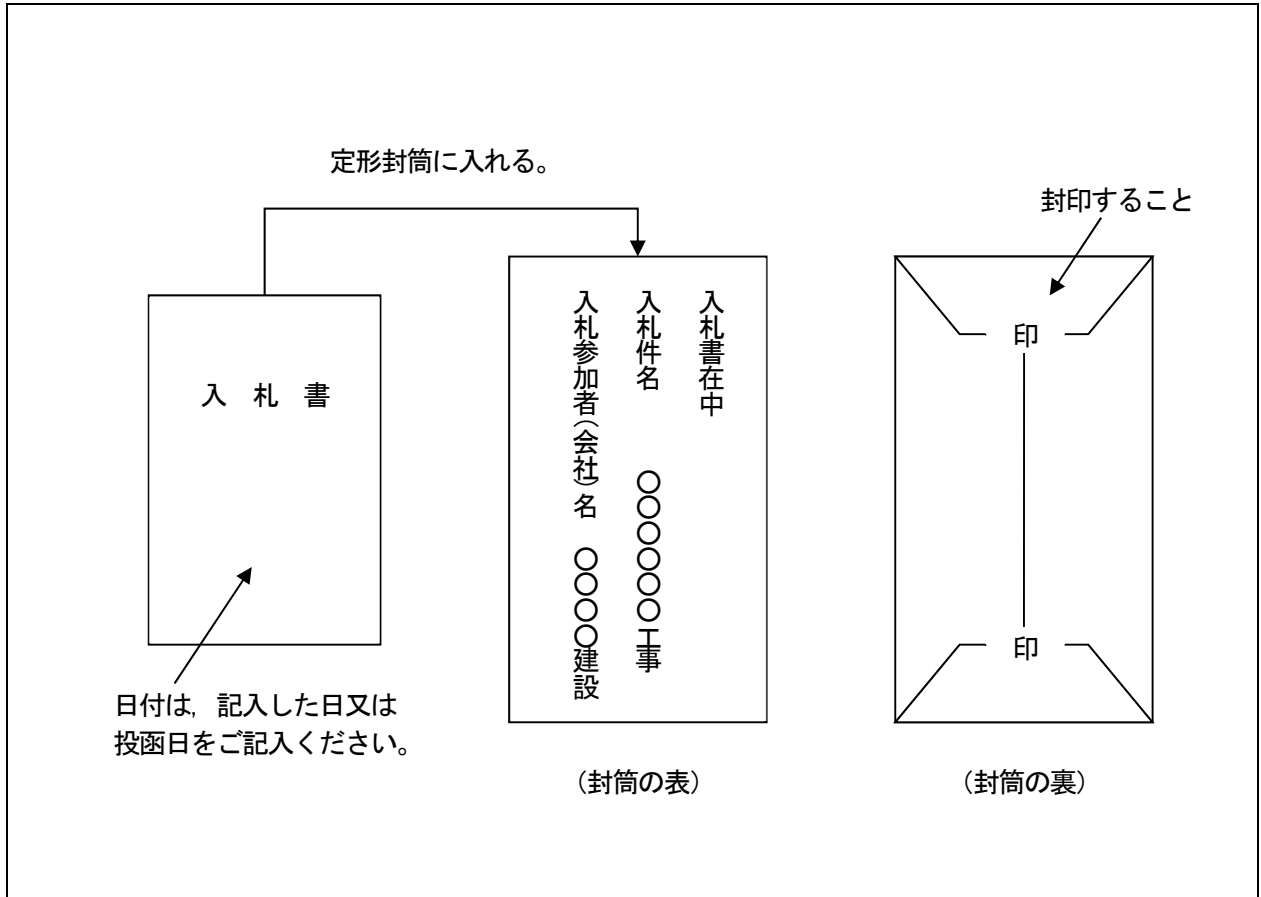 定形封筒に入れる。
封印すること
入 札 書
日付は，記入した日又は
投函日をご記入ください。
入札書在中
入札件名 〇〇〇〇〇〇工事
入札参加者(会社)名 〇〇〇〇建設
（封筒の表）
印
印
（封筒の裏）